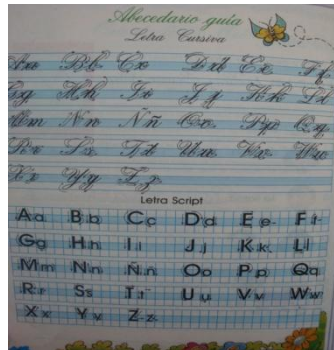 Abecedario guía
Letra Cursiva
Aa Bb Cc Dd Ee Ff
Gg Hh Ii Jj Kk Ll
Mm Nn Ññ Oo Pp Qq
Rr Ss Tt Uu Vv Ww
Xx Yy Zz
Letra Script
Aa Bb Cc Dd Ee Ff
Gg Hh Ii Jj Kk Ll
Mm Nn Ññ Oo Pp Qq
Rr Ss Tt Uu Vv Ww
Xx Yy Zz